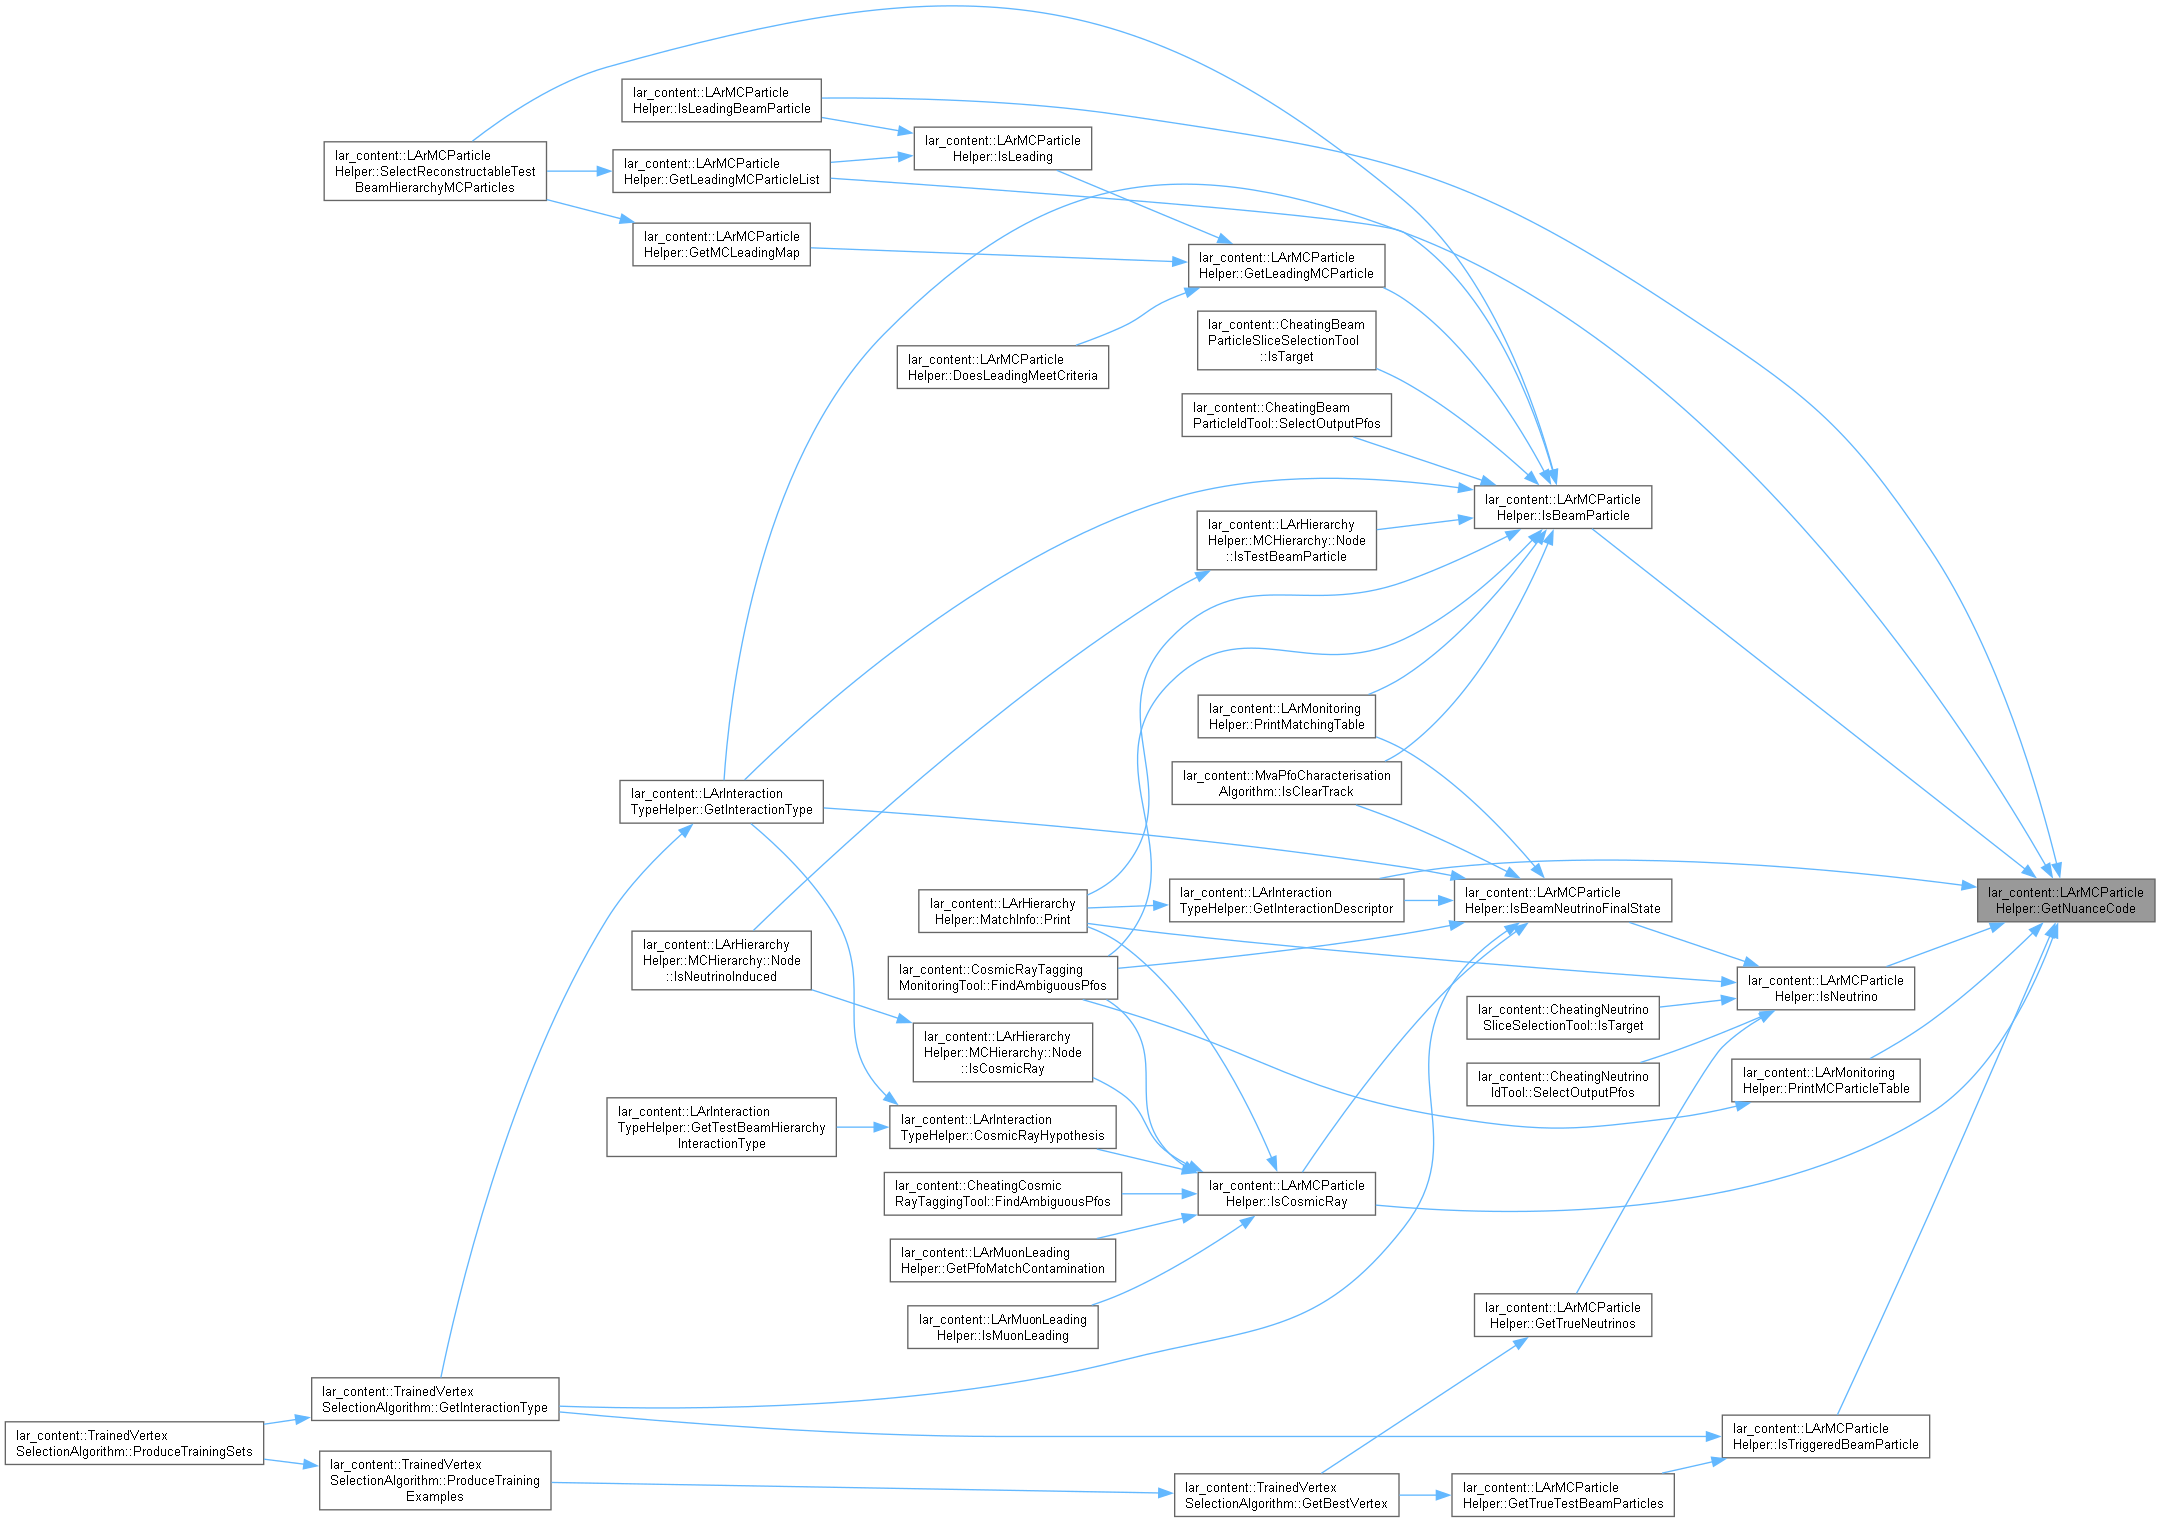 lar_content::LArMCParticle
Helper::IsLeadingBeamParticle
lar_content::LArMCParticle
Helper::IsLeading
lar_content::LArMCParticle
Helper::SelectReconstructableTest
BeamHierarchyMCParticles
lar_content::LArMCParticle
Helper::GetLeadingMCParticleList
lar_content::LArMCParticle
Helper::GetMCLeadingMap
lar_content::LArMCParticle
Helper::GetLeadingMCParticle
lar_content::CheatingBeam
ParticleSliceSelectionTool
::IsTarget
lar_content::LArMCParticle
Helper::DoesLeadingMeetCriteria
lar_content::CheatingBeam
ParticleIdTool::SelectOutputPfos
lar_content::LArMCParticle
Helper::IsBeamParticle
lar_content::LArHierarchy
Helper::MCHierarchy::Node
::IsTestBeamParticle
lar_content::LArMonitoring
Helper::PrintMatchingTable
lar_content::MvaPfoCharacterisation
Algorithm::IsClearTrack
lar_content::LArInteraction
TypeHelper::GetInteractionType
lar_content::LArHierarchy
Helper::MatchInfo::Print
lar_content::LArInteraction
TypeHelper::GetInteractionDescriptor
lar_content::LArMCParticle
Helper::IsBeamNeutrinoFinalState
lar_content::LArMCParticle
Helper::GetNuanceCode
lar_content::LArHierarchy
Helper::MCHierarchy::Node
::IsNeutrinoInduced
lar_content::CosmicRayTagging
MonitoringTool::FindAmbiguousPfos
lar_content::LArMCParticle
Helper::IsNeutrino
lar_content::CheatingNeutrino
SliceSelectionTool::IsTarget
lar_content::LArHierarchy
Helper::MCHierarchy::Node
::IsCosmicRay
lar_content::CheatingNeutrino
IdTool::SelectOutputPfos
lar_content::LArMonitoring
Helper::PrintMCParticleTable
lar_content::LArInteraction
TypeHelper::GetTestBeamHierarchy
InteractionType
lar_content::LArInteraction
TypeHelper::CosmicRayHypothesis
lar_content::CheatingCosmic
RayTaggingTool::FindAmbiguousPfos
lar_content::LArMCParticle
Helper::IsCosmicRay
lar_content::LArMuonLeading
Helper::GetPfoMatchContamination
lar_content::LArMuonLeading
Helper::IsMuonLeading
lar_content::LArMCParticle
Helper::GetTrueNeutrinos
lar_content::TrainedVertex
SelectionAlgorithm::GetInteractionType
lar_content::TrainedVertex
SelectionAlgorithm::ProduceTrainingSets
lar_content::LArMCParticle
Helper::IsTriggeredBeamParticle
lar_content::TrainedVertex
SelectionAlgorithm::ProduceTraining
Examples
lar_content::TrainedVertex
SelectionAlgorithm::GetBestVertex
lar_content::LArMCParticle
Helper::GetTrueTestBeamParticles